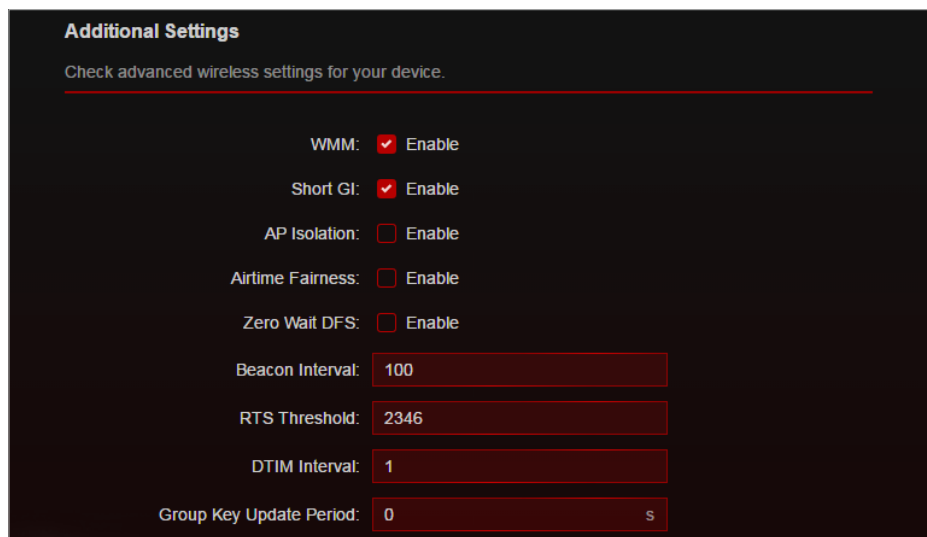 Additional Settings
Check advanced wireless settings for your device.
WMM: Enable
Short GI: Enable
AP Isolation: Enable
Airtime Fairness: Enable
Zero Wait DFS: Enable
Beacon Interval: 100
RTS Threshold: 2346
DTIM Interval: 1
Group Key Update Period: 0 s